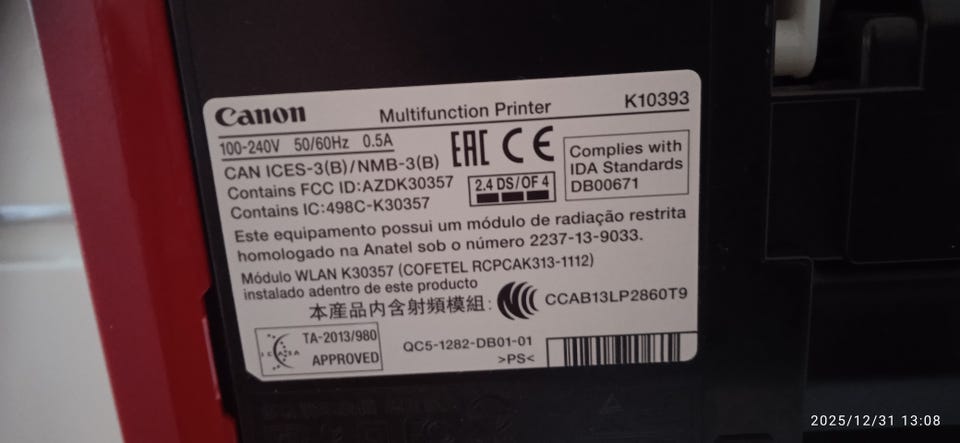 Canon Multifunction Printer K10393
100-240V 50/60Hz 0.5A
CAN ICES-3(B)/NMB-3(B)
Contains FCC ID:AZDK30357
Contains IC:498C-K30357
EAC CE
2.4 DS/OF 4
Complies with
IDA Standards
DB00671
Este equipamento possui um módulo de radiação restrita
homologado na Anatel sob o número 2237-13-9033.
Módulo WLAN K30357 (COFETEL RCPCAK313-1112)
instalado adentro de este producto
本產品內含射頻模組: CCAB13LP2860T9
ICASA
TA-2013/980
APPROVED
QC5-1282-DB01-01
>PS<
2025/12/31 13:08